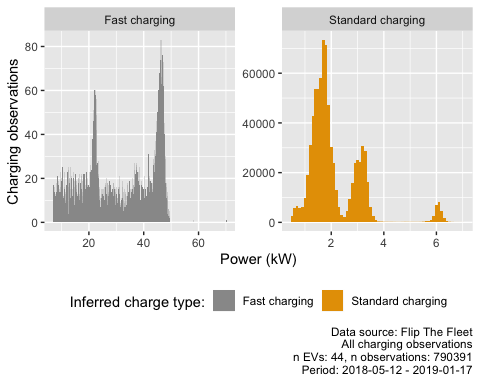 Fast charging
Standard charging
Charging observations
80
60
40
20
0
60000
40000
20000
0
20 40 60
2 4 6
Power (kW)
Inferred charge type: Fast charging Standard charging
Data source: Flip The Fleet
All charging observations
n EVs: 44, n observations: 790391
Period: 2018-05-12 - 2019-01-17